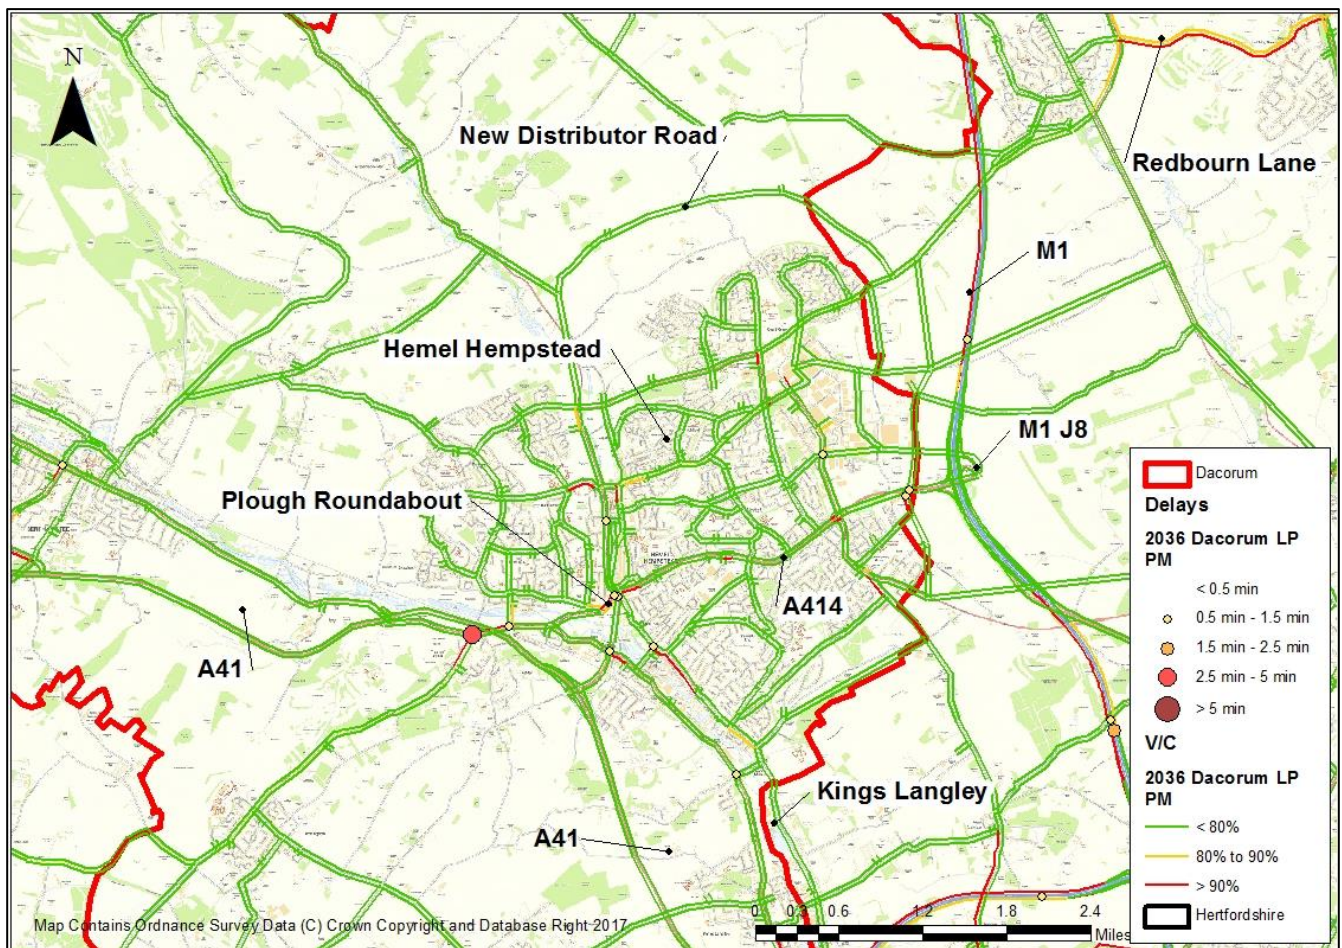 N
New Distributor Road
Redbourn Lane
M1
Hemel Hempstead
M1 J8
Plough Roundabout
A414
A41
Kings Langley
A41
Dacorum
Delays
2036 Dacorum LP
PM
< 0.5 min
0.5 min - 1.5 min
1.5 min - 2.5 min
2.5 min - 5 min
> 5 min
V/C
2036 Dacorum LP
PM
< 80%
80% to 90%
> 90%
Hertfordshire
Map Contains Ordnance Survey Data (C) Crown Copyright and Database Right 2017
0 0.3 0.6 1.2 1.8 2.4
Miles